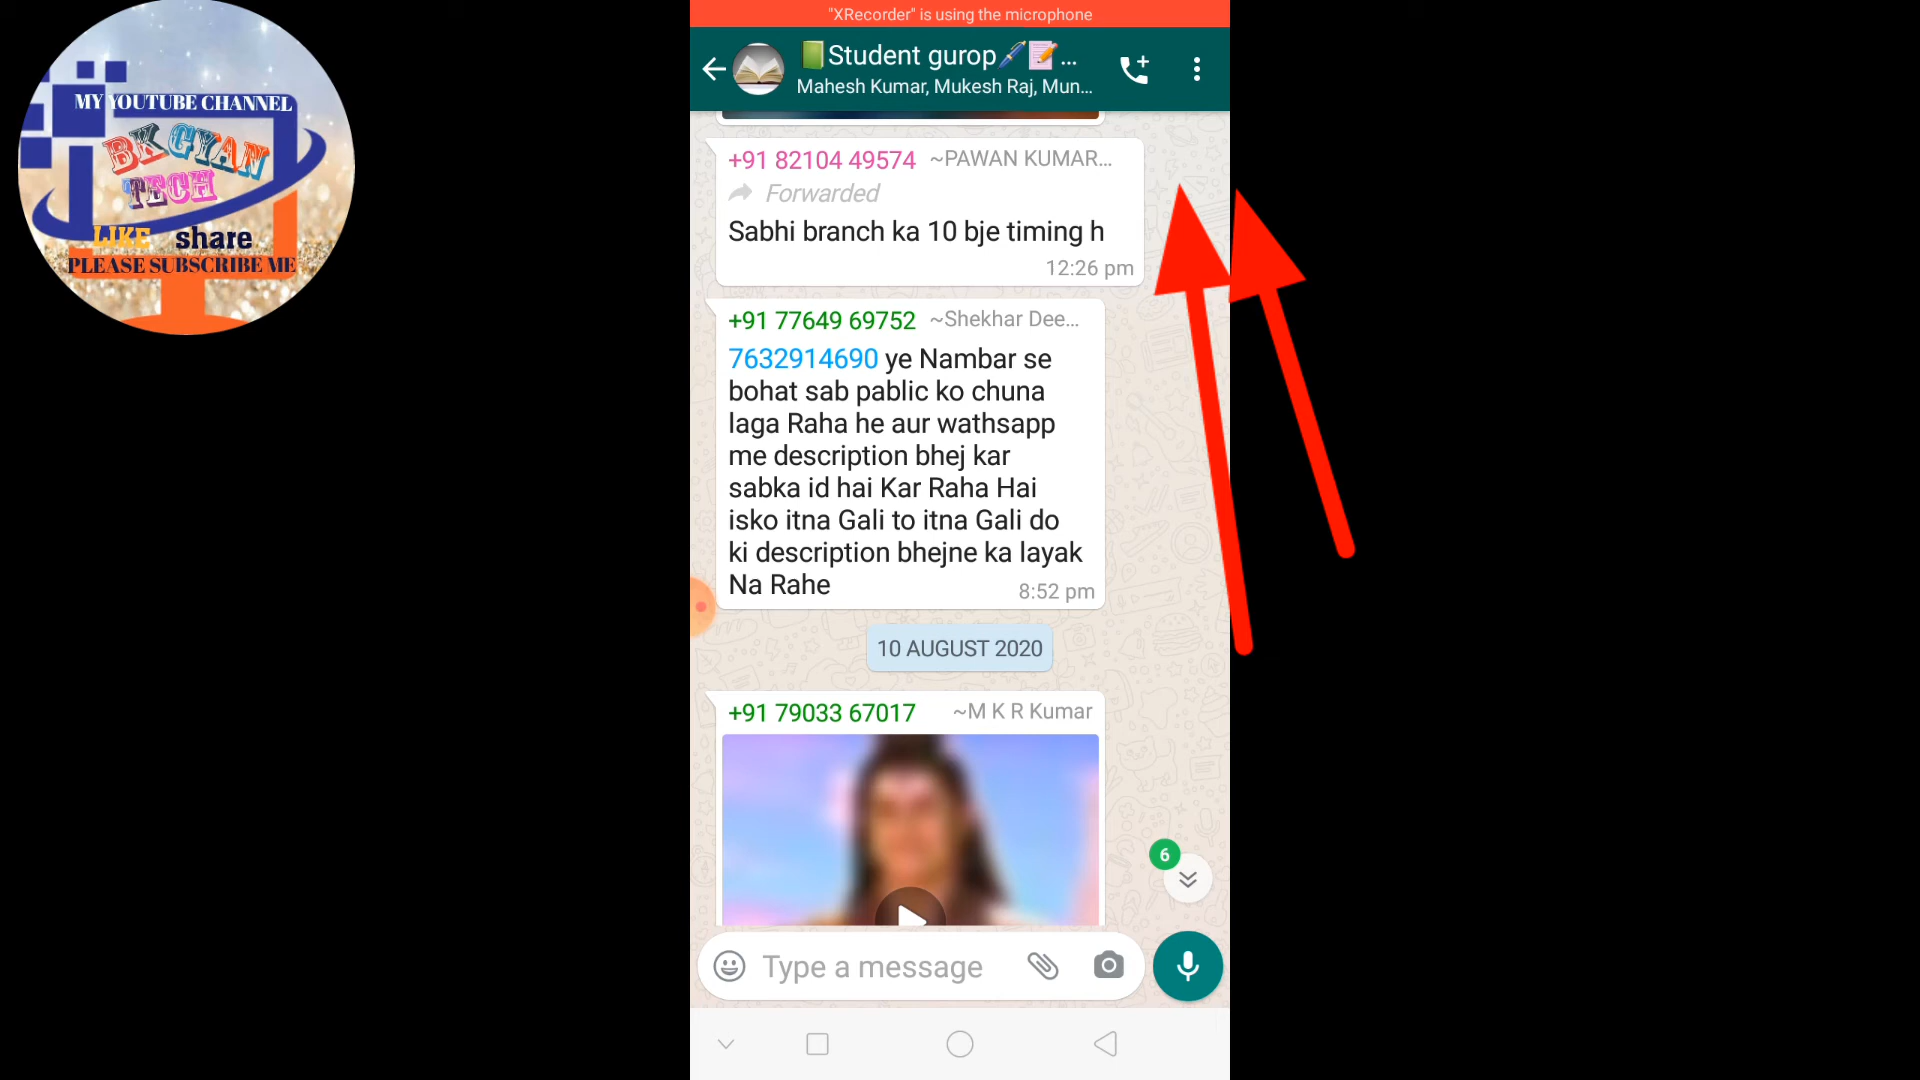 MY YOUTUBE CHANNEL
BK GYAN
TECH
LIKE share
PLEASE SUBSCRIBE ME
"XRecorder" is using the microphone
📗Student gurop🖊️📝...
Mahesh Kumar, Mukesh Raj, Mun...
+91 82104 49574 ~PAWAN KUMAR...
Forwarded
Sabhi branch ka 10 bje timing h
12:26 pm
+91 77649 69752 ~Shekhar Dee...
7632914690 ye Nambar se
bohat sab pablic ko chuna
laga Raha he aur wathsapp
me description bhej kar
sabka id hai Kar Raha Hai
isko itna Gali to itna Gali do
ki description bhejne ka layak
Na Rahe
8:52 pm
10 AUGUST 2020
+91 79033 67017 ~M K R Kumar
6
Type a message